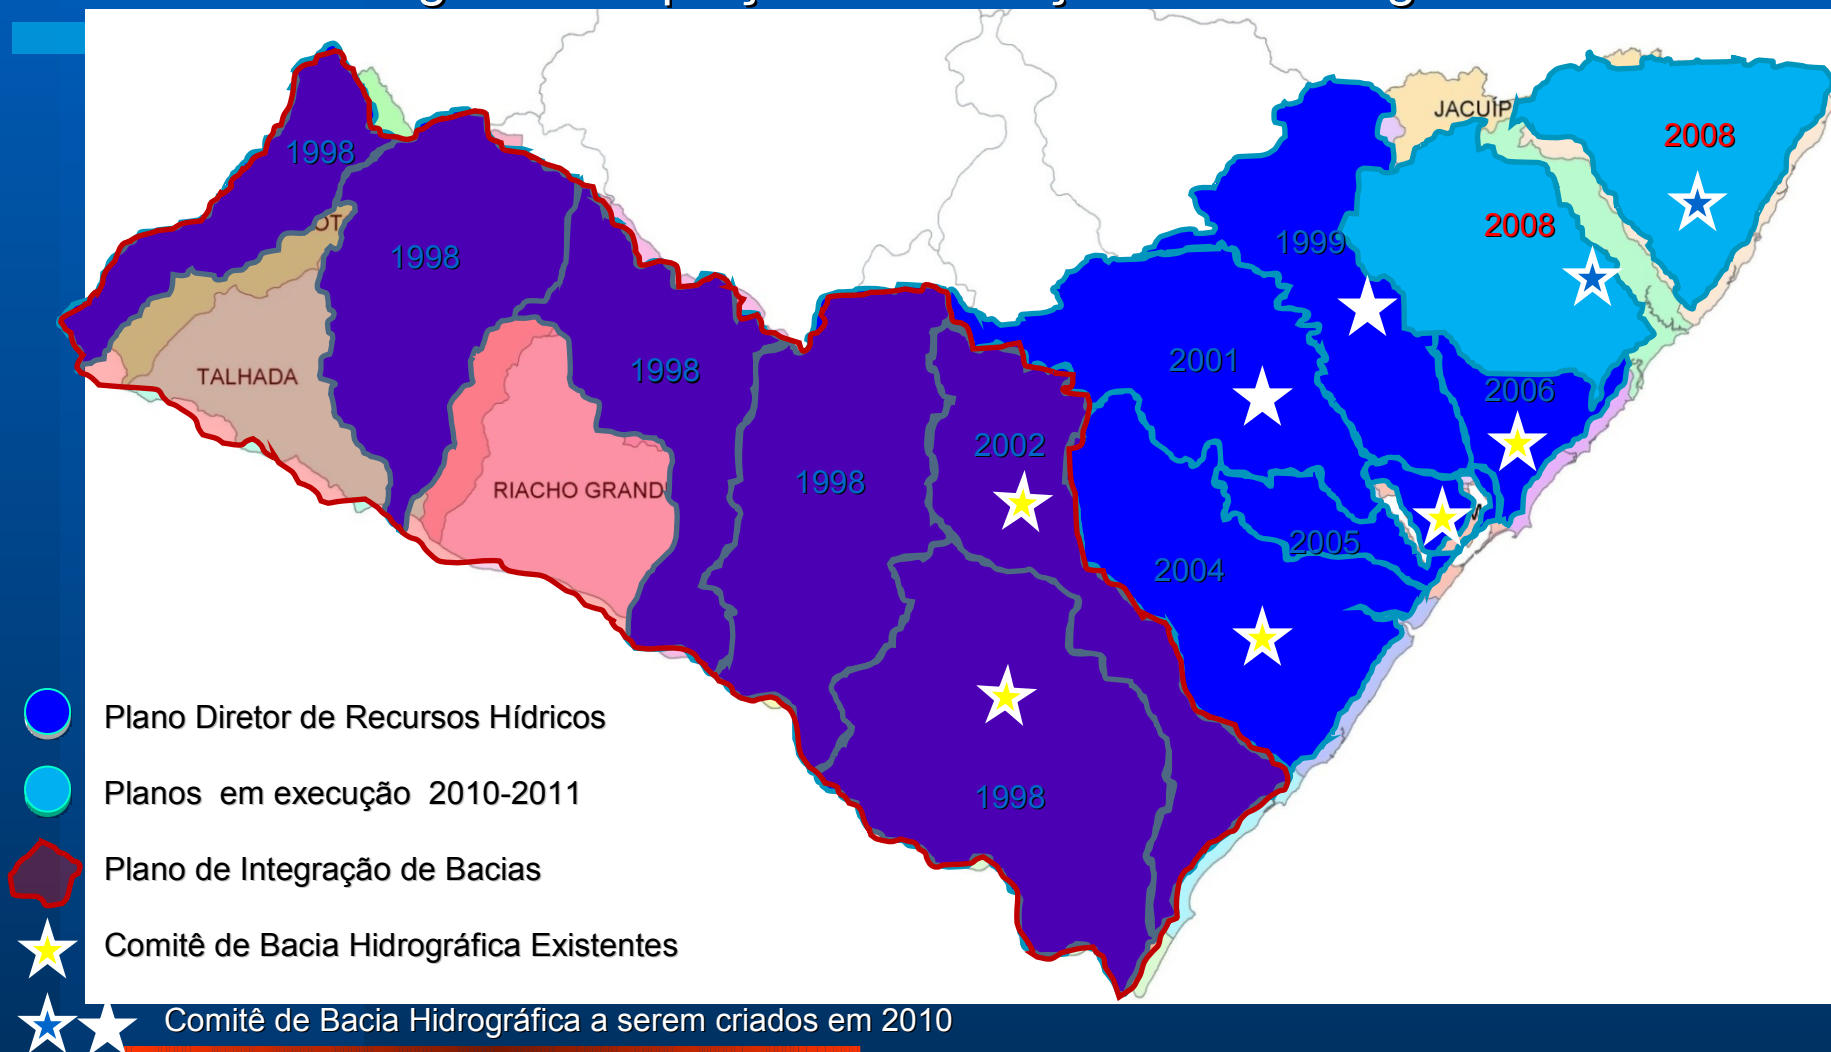 JACUÍP
2008
1998
2008
OT
1999
1998
2001
1998
TALHADA
2006
2002
1998
RIACHO GRAND
2005
2004
Plano Diretor de Recursos Hídricos
Planos em execução 2010-2011
1998
Plano de Integração de Bacias
Comitê de Bacia Hidrográfica Existentes
Comitê de Bacia Hidrográfica a serem criados em 2010